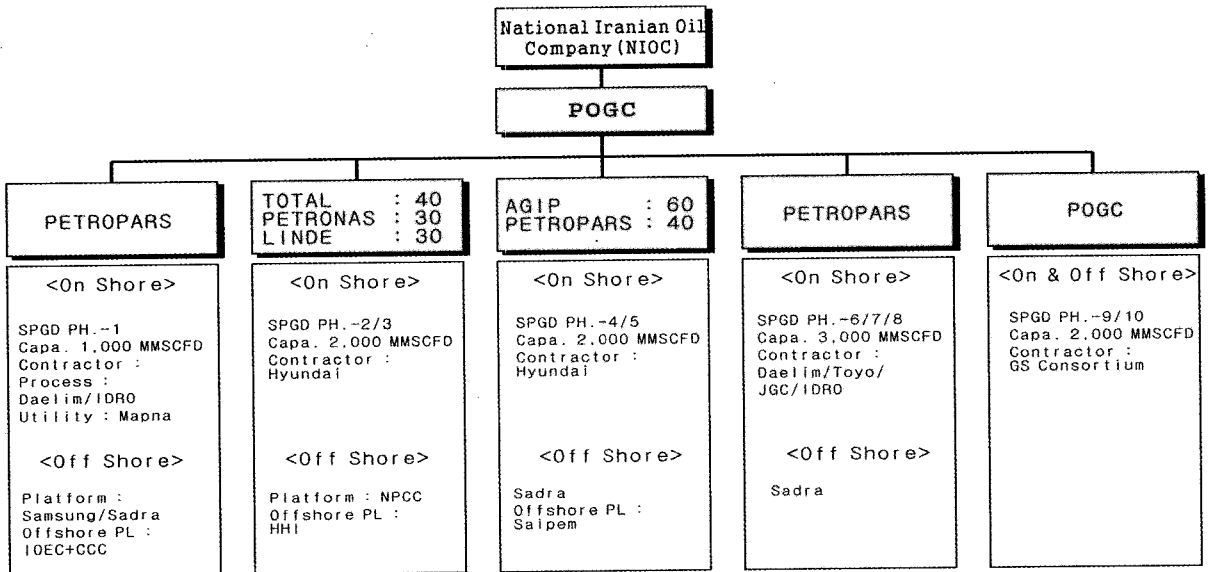 National Iranian Oil
Company (NIOC)
POGC
PETROPARS
TOTAL : 40
PETRONAS : 30
LINDE : 30
AGIP : 60
PETROPARS : 40
PETROPARS
POGC
<On Shore>
SPGD PH.-1
Capa. 1,000 MMSCFD
Contractor :
Process :
Daelim/IDRO
Utility : Mapna
<Off Shore>
Platform :
Samsung/Sadra
Offshore PL :
IOEC+CCC
<On Shore>
SPGD PH.-2/3
Capa. 2.000 MMSCFD
Contractor :
Hyundai
<Off Shore>
Platform : NPCC
Offshore PL :
HHI
<On Shore>
SPGD PH.-4/5
Capa. 2.000 MMSCFD
Contractor :
Hyundai
<Off Shore>
Sadra
Offshore PL :
Saipem
<On Shore>
SPGD PH.-6/7/8
Capa. 3,000 MMSCFD
Contractor :
Daelim/Toyo/
JGC/IDRO
<Off Shore>
Sadra
<On & Off Shore>
SPGD PH.-9/10
Capa. 2.000 MMSCFD
Contractor :
GS Consortium